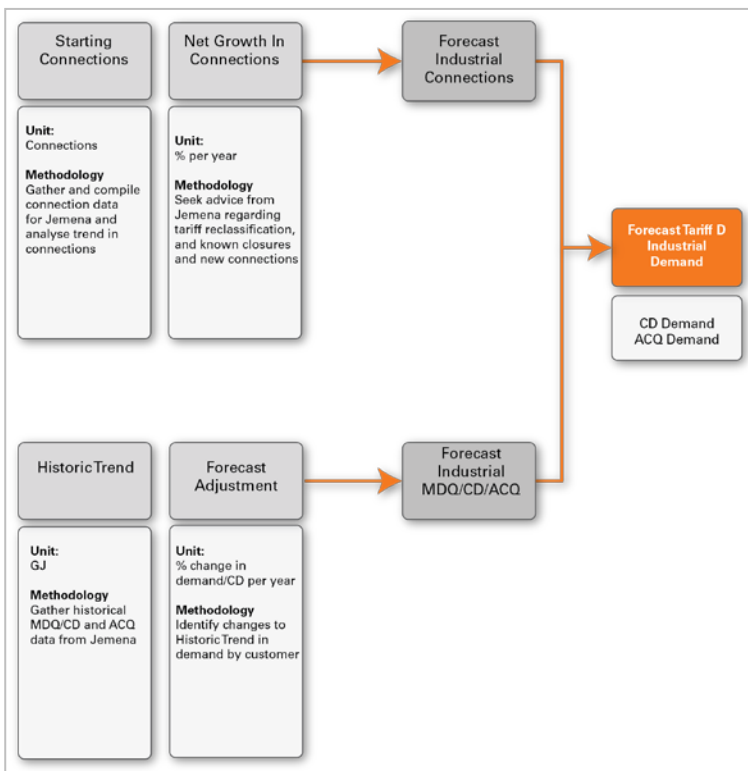 Starting
Connections
Unit:
Connections
Methodology
Gather and compile
connection data
for Jemena and
analyse trend in
connections
Net Growth In
Connections
Unit:
% per year
Methodology
Seek advice from
Jemena regarding
tariff reclassification,
and known closures
and new connections
Forecast
Industrial
Connections
Forecast Tariff D
Industrial
Demand
CD Demand
ACQ Demand
Historic Trend
Unit:
GJ
Methodology
Gather historical
MDQ/CD and ACQ
data from Jemena
Forecast
Adjustment
Unit:
% change in
demand/CD per year
Methodology
Identify changes to
Historic Trend in
demand by customer
Forecast
Industrial
MDQ/CD/ACQ